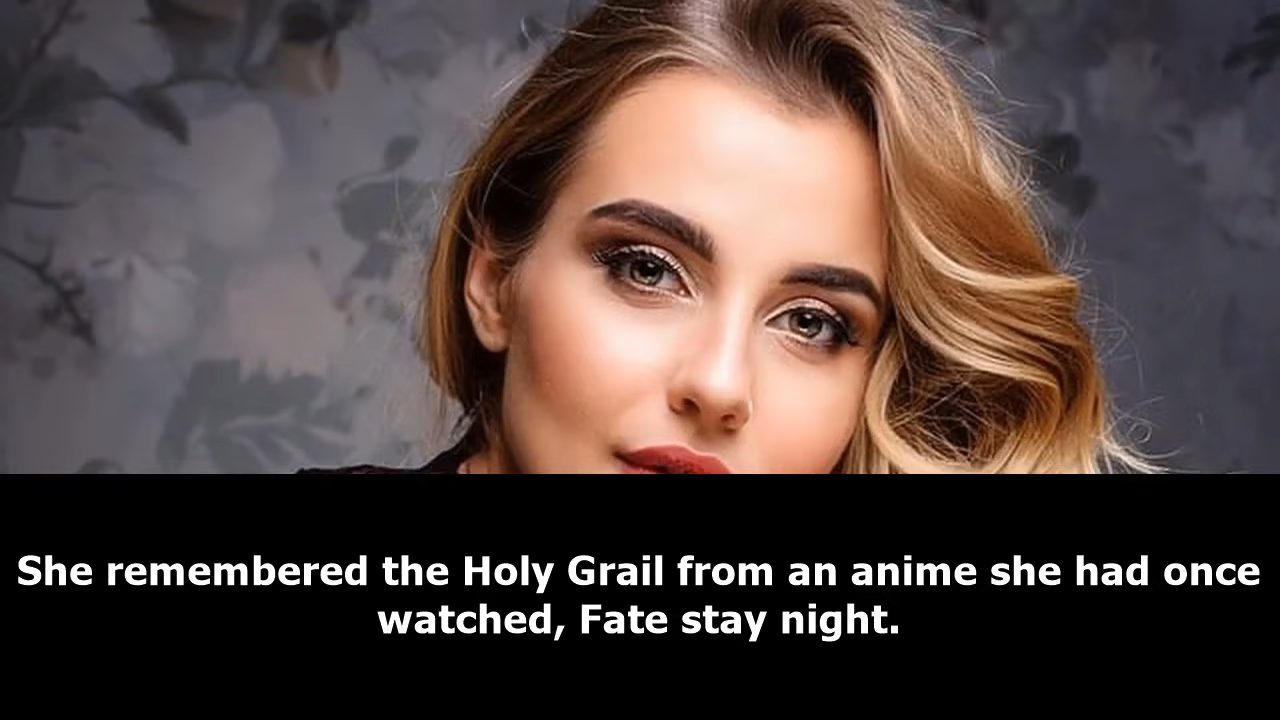 She remembered the Holy Grail from an anime she had once
watched, Fate stay night.